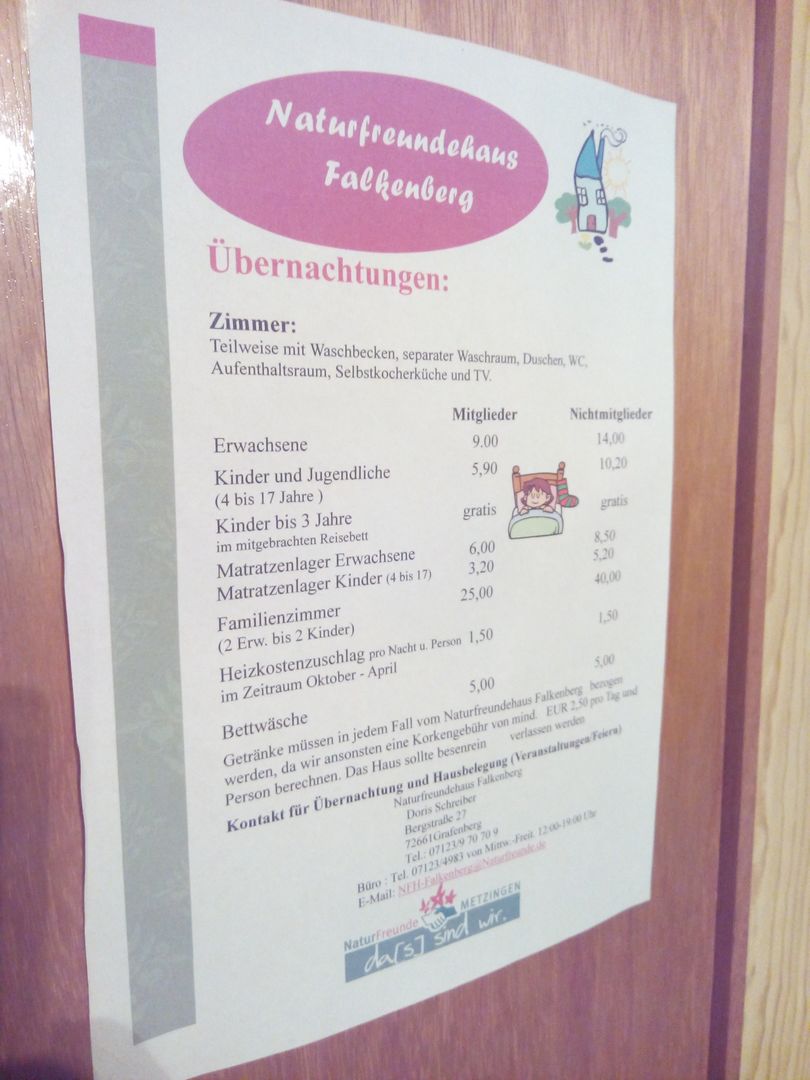 Naturfreundehaus
Falkenberg
Übernachtungen:
Zimmer:
Teilweise mit Waschbecken, separater Waschraum, Duschen, WC,
Aufenthaltsraum, Selbstkocherküche und TV.
Mitglieder Nichtmitglieder
Erwachsene 9.00 14,00
Kinder und Jugendliche 5,90 10,20
(4 bis 17 Jahre )
Kinder bis 3 Jahre gratis gratis
im mitgebrachten Reisebett
Matratzenlager Erwachsene 6,00 8,50
Matratzenlager Kinder (4 bis 17) 3,20 5,20
Familienzimmer 25,00 40,00
(2 Erw. bis 2 Kinder)
Heizkostenzuschlag pro Nacht u. Person 1,50 1,50
im Zeitraum Oktober - April
Bettwäsche 5,00 5,00
Getränke müssen in jedem Fall vom Naturfreundehaus Falkenberg bezogen
werden, da wir ansonsten eine Korkengebühr von mind. EUR 2,50 pro Tag und
Person berechnen. Das Haus sollte besenrein verlassen werden
Kontakt für Übernachtung und Hausbelegung (Veranstaltungen/Feiern)
Naturfreundehaus Falkenberg
Doris Schreiber
Bergstraße 27
72661Grafenberg
Tel.: 07123/9 70 70 9
Büro : Tel. 07123/4983 von Mittw.-Freit. 12:00-19:00 Uhr
E-Mail: NFH-Falkenberg@Naturfreunde.de
NaturFreunde METZINGEN
da[s] sind wir.